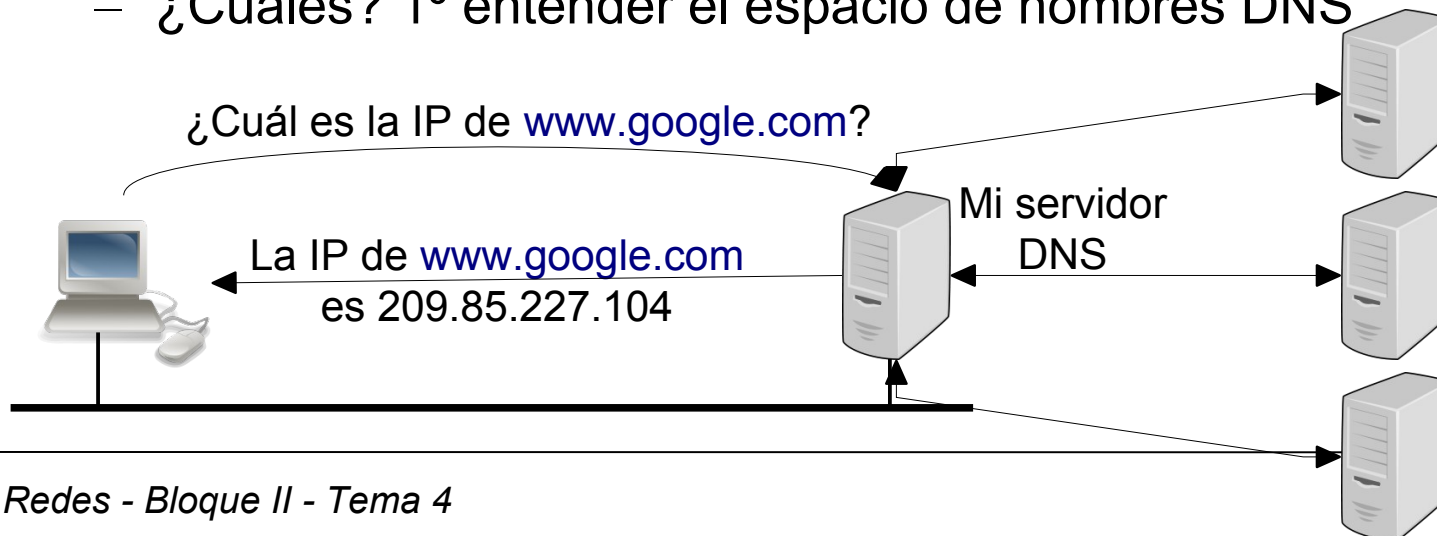 – ¿Cuáles? 1º entender el espacio de nombres DNS
¿Cuál es la IP de www.google.com?
Mi servidor
DNS
La IP de www.google.com
es 209.85.227.104
Redes - Bloque II - Tema 4